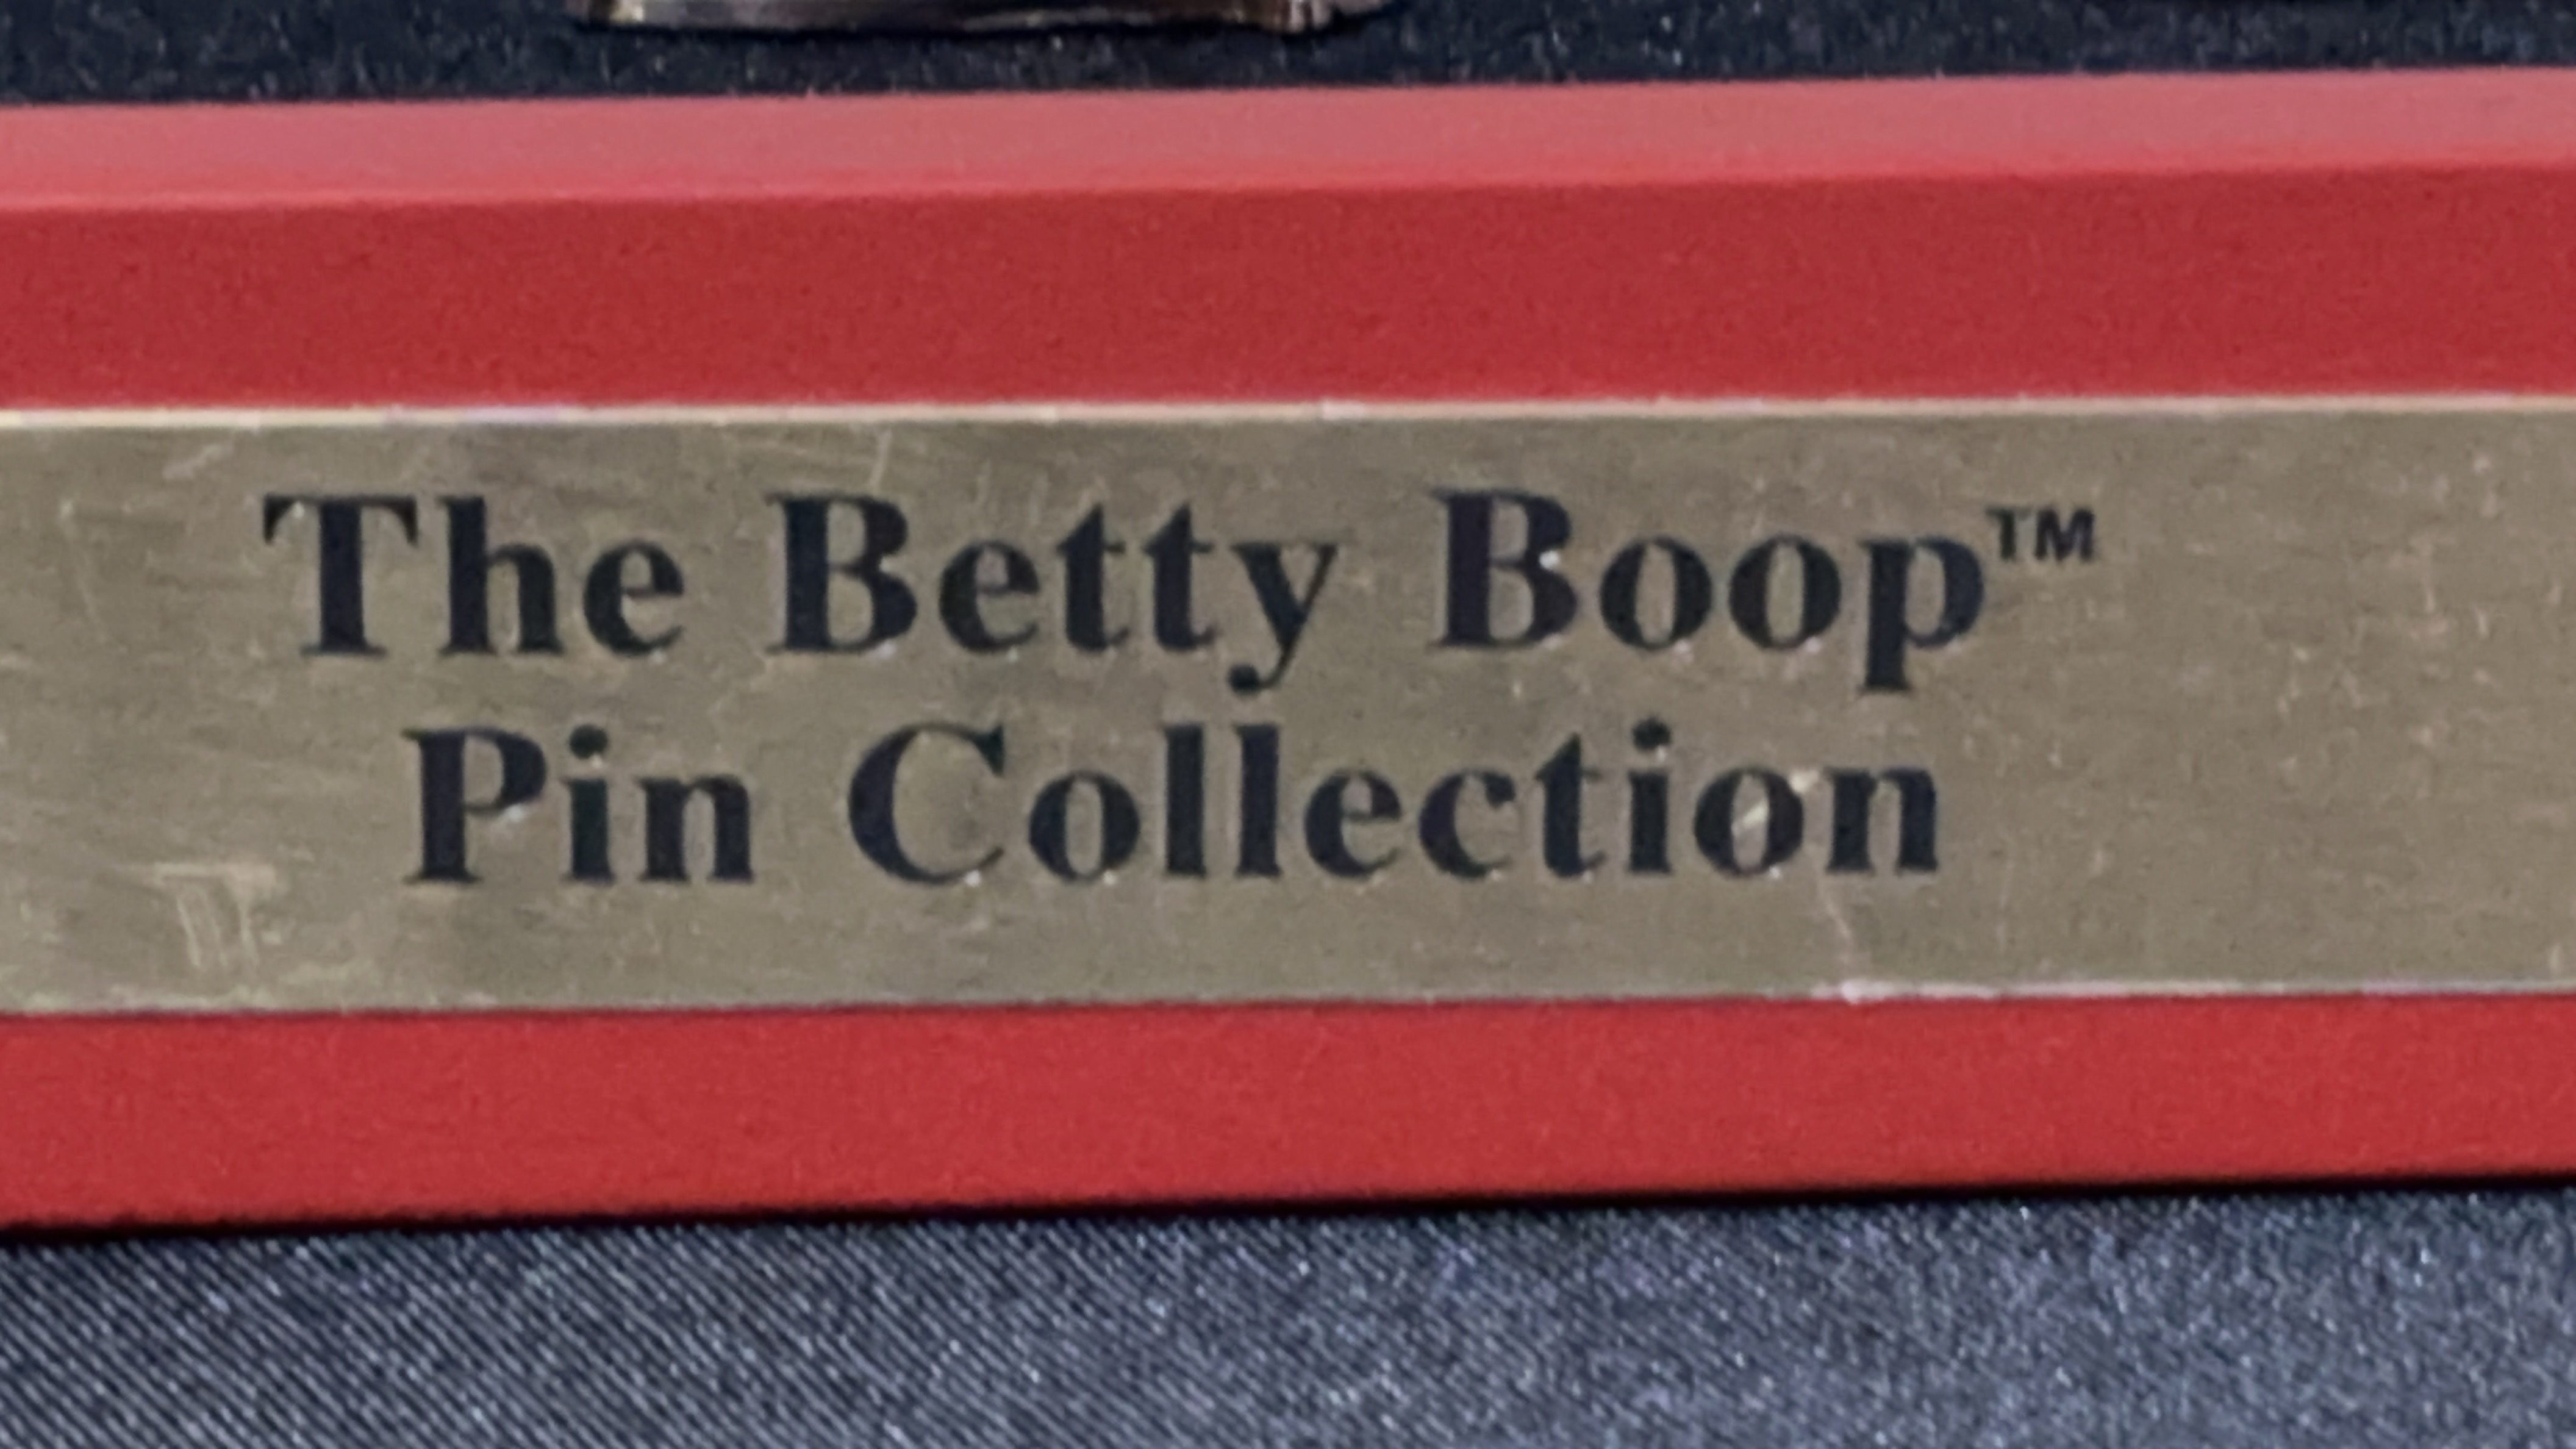 The Betty Boop™
Pin Collection